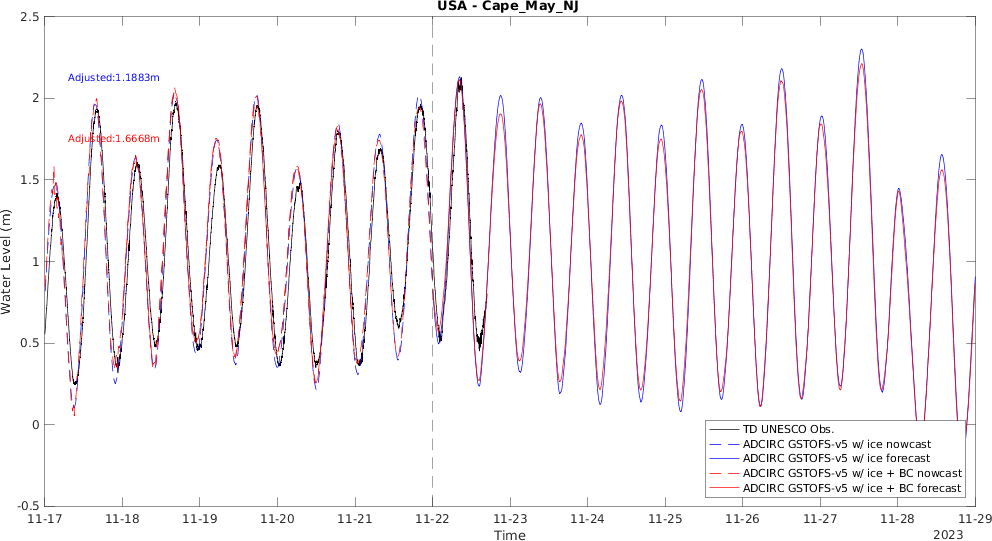 USA - Cape_May_NJ
2.5
Adjusted:1.1883m
2
Adjusted:1.6668m
1.5
1
Water Level (m)
0.5
0
-0.5
TD UNESCO Obs.
ADCIRC GSTOFS-v5 w/ ice nowcast
ADCIRC GSTOFS-v5 w/ ice forecast
ADCIRC GSTOFS-v5 w/ ice + BC nowcast
ADCIRC GSTOFS-v5 w/ ice + BC forecast
11-17 11-18 11-19 11-20 11-21 11-22 11-23 11-24 11-25 11-26 11-27 11-28 11-29
Time
2023